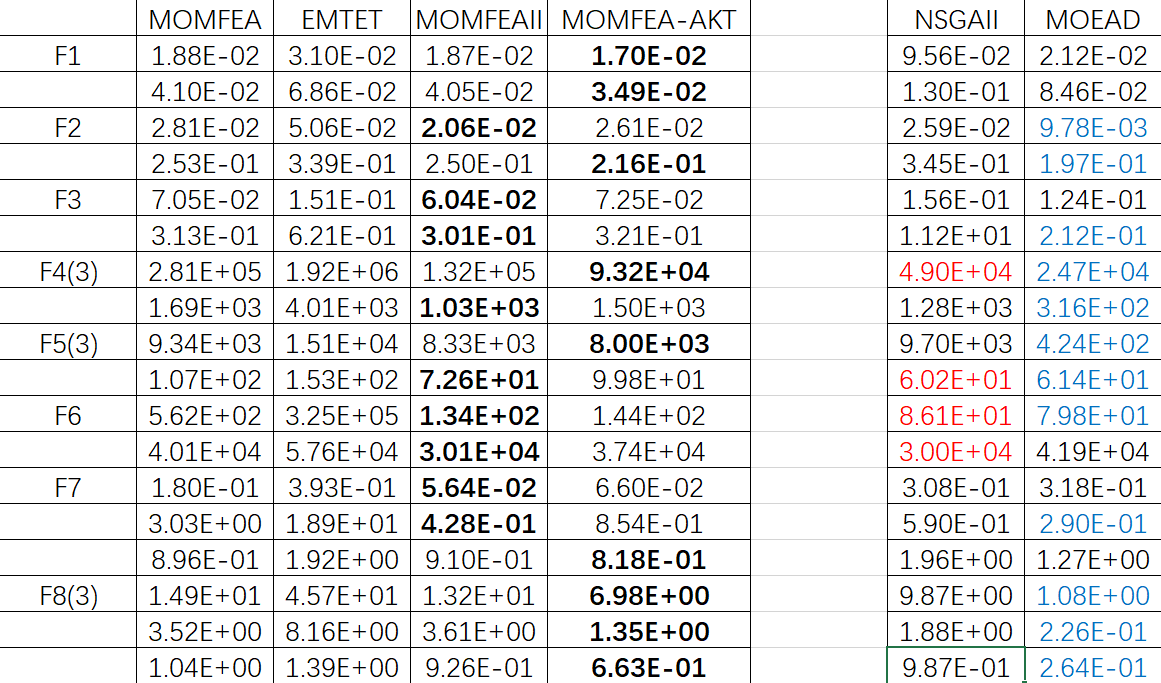 MOMFEA EMTET MOMFEAII MOMFEA-AKT NSGAII MOEAD
F1 1.88E-02 3.10E-02 1.87E-02 1.70E-02 9.56E-02 2.12E-02
4.10E-02 6.86E-02 4.05E-02 3.49E-02 1.30E-01 8.46E-02
F2 2.81E-02 5.06E-02 2.06E-02 2.61E-02 2.59E-02 9.78E-03
2.53E-01 3.39E-01 2.50E-01 2.16E-01 3.45E-01 1.97E-01
F3 7.05E-02 1.51E-01 6.04E-02 7.25E-02 1.56E-01 1.24E-01
3.13E-01 6.21E-01 3.01E-01 3.21E-01 1.12E+01 2.12E-01
F4(3) 2.81E+05 1.92E+06 1.32E+05 9.32E+04 4.90E+04 2.47E+04
1.69E+03 4.01E+03 1.03E+03 1.50E+03 1.28E+03 3.16E+02
F5(3) 9.34E+03 1.51E+04 8.33E+03 8.00E+03 9.70E+03 4.24E+02
1.07E+02 1.53E+02 7.26E+01 9.98E+01 6.02E+01 6.14E+01
F6 5.62E+02 3.25E+05 1.34E+02 1.44E+02 8.61E+01 7.98E+01
4.01E+04 5.76E+04 3.01E+04 3.74E+04 3.00E+04 4.19E+04
F7 1.80E-01 3.93E-01 5.64E-02 6.60E-02 3.08E-01 3.18E-01
3.03E+00 1.89E+01 4.28E-01 8.54E-01 5.90E-01 2.90E-01
8.96E-01 1.92E+00 9.10E-01 8.18E-01 1.96E+00 1.27E+00
F8(3) 1.49E+01 4.57E+01 1.32E+01 6.98E+00 9.87E+00 1.08E+00
3.52E+00 8.16E+00 3.61E+00 1.35E+00 1.88E+00 2.26E-01
1.04E+00 1.39E+00 9.26E-01 6.63E-01 9.87E-01 2.64E-01